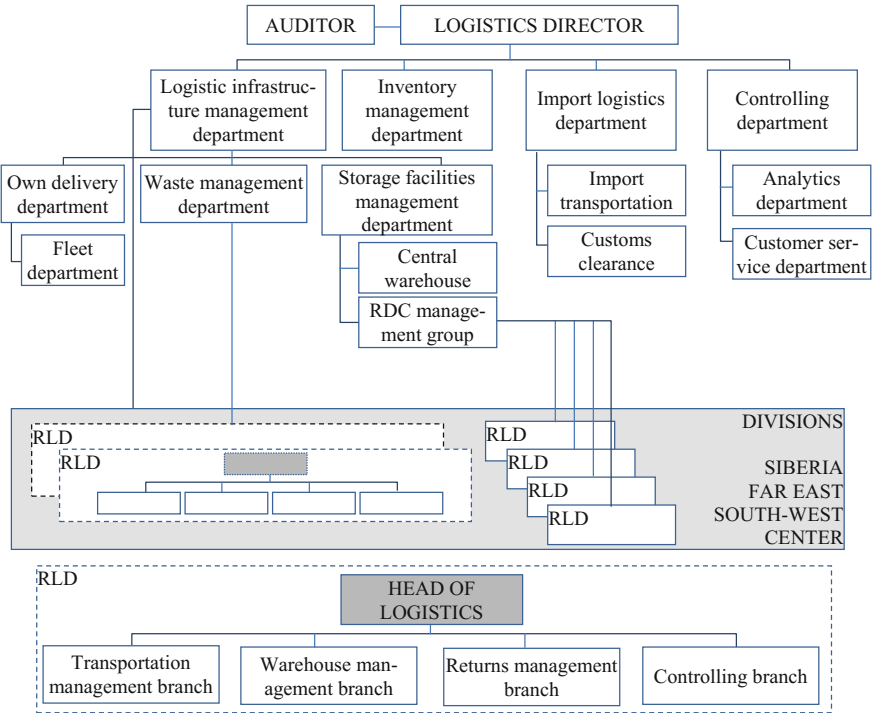 AUDITOR
LOGISTICS DIRECTOR
Logistic infrastruc-
ture management
department
Inventory
management
department
Import logistics
department
Controlling
department
Own delivery
department
Waste management
department
Storage facilities
management
department
Import
transportation
Analytics
department
Fleet
department
Central
warehouse
Customs
clearance
Customer ser-
vice department
RDC manage-
ment group
DIVISIONS
SIBERIA
FAR EAST
SOUTH-WEST
CENTER
RLD
RLD
RLD
RLD
RLD
RLD
RLD
HEAD OF
LOGISTICS
Transportation
management branch
Warehouse man-
agement branch
Returns management
branch
Controlling branch